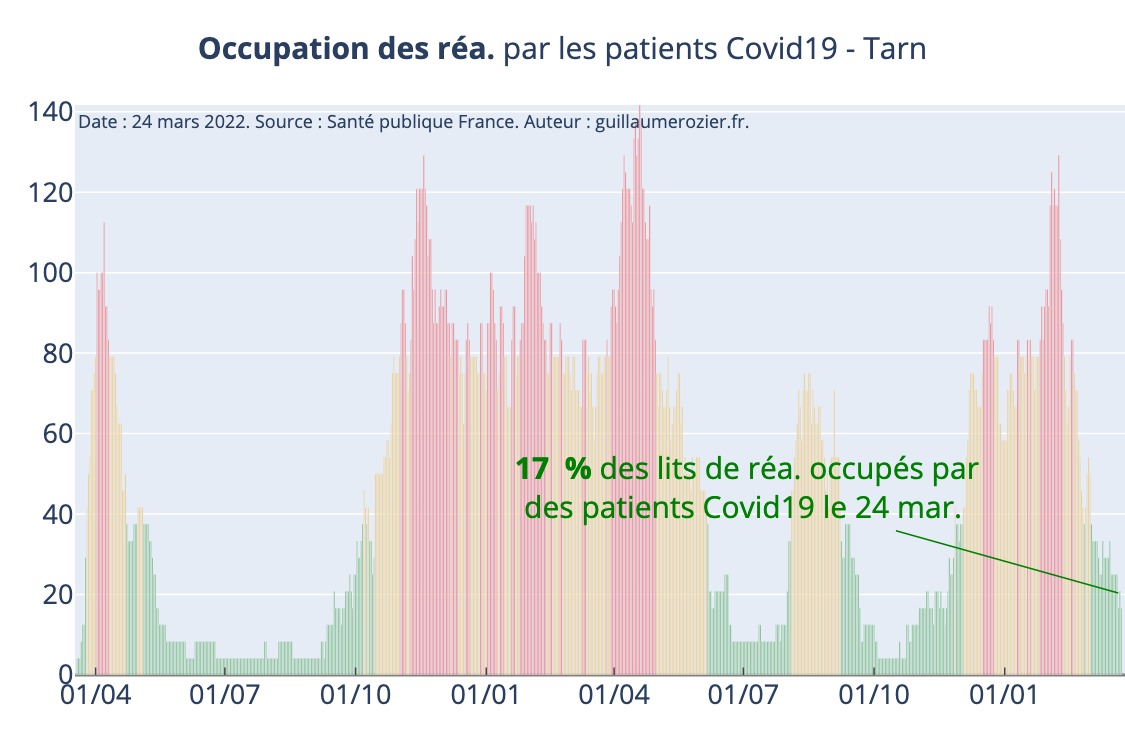 Occupation des réa. par les patients Covid19 - Tarn
140
Date : 24 mars 2022. Source : Santé publique France. Auteur : guillaumerozier.fr.
120
100
80
60
17 % des lits de réa. occupés par
des patients Covid19 le 24 mar.
40
20
0
01/04 01/07 01/10 01/01 01/04 01/07 01/10 01/01